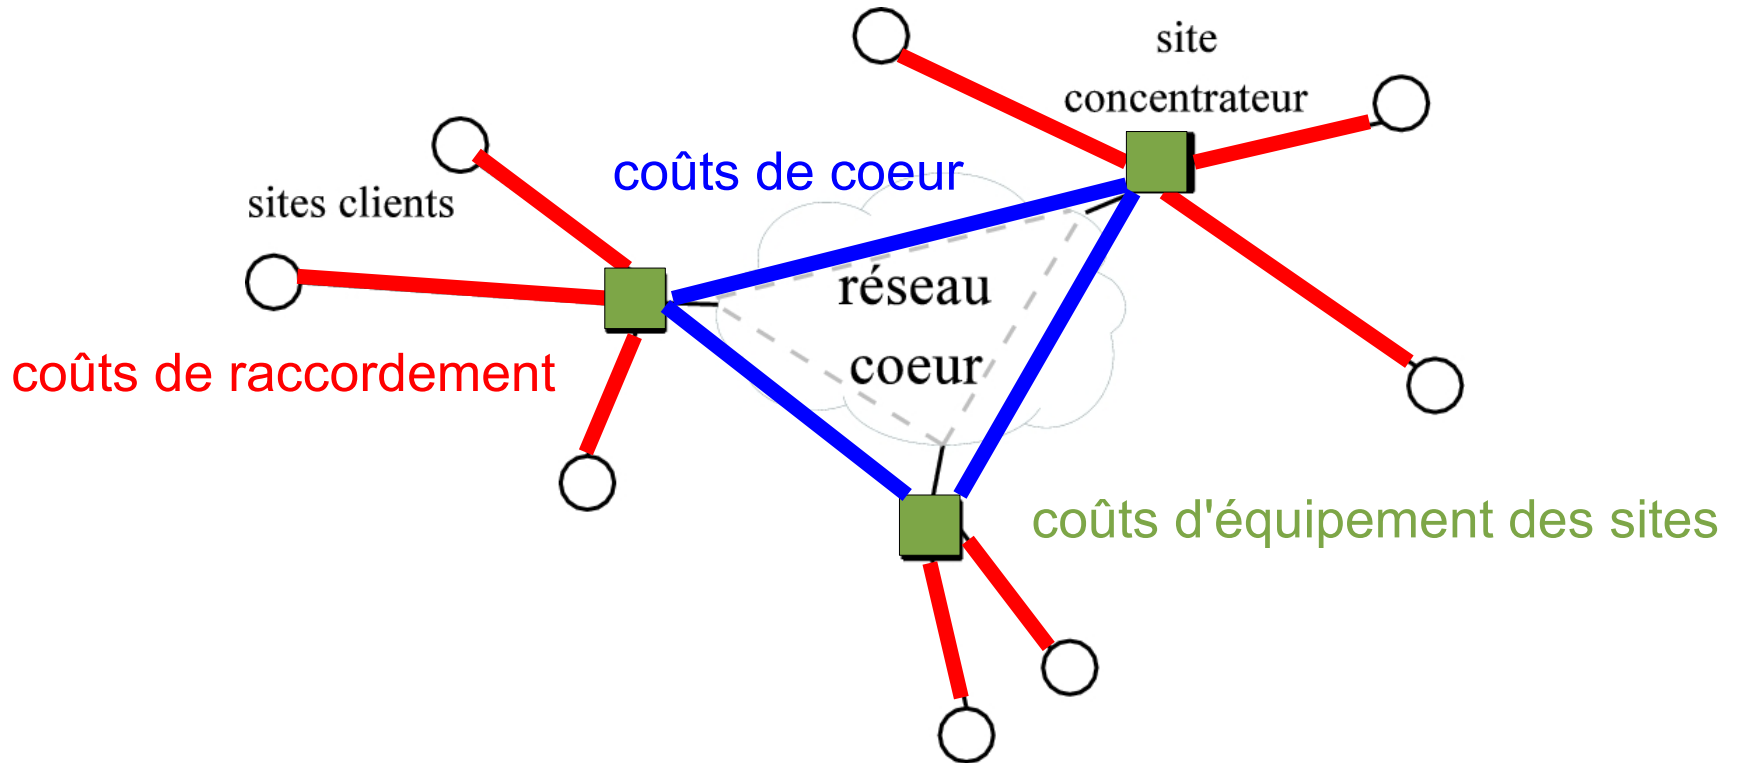 site
concentrateur
coûts de coeur
sites clients
réseau
coeur
coûts de raccordement
coûts d'équipement des sites